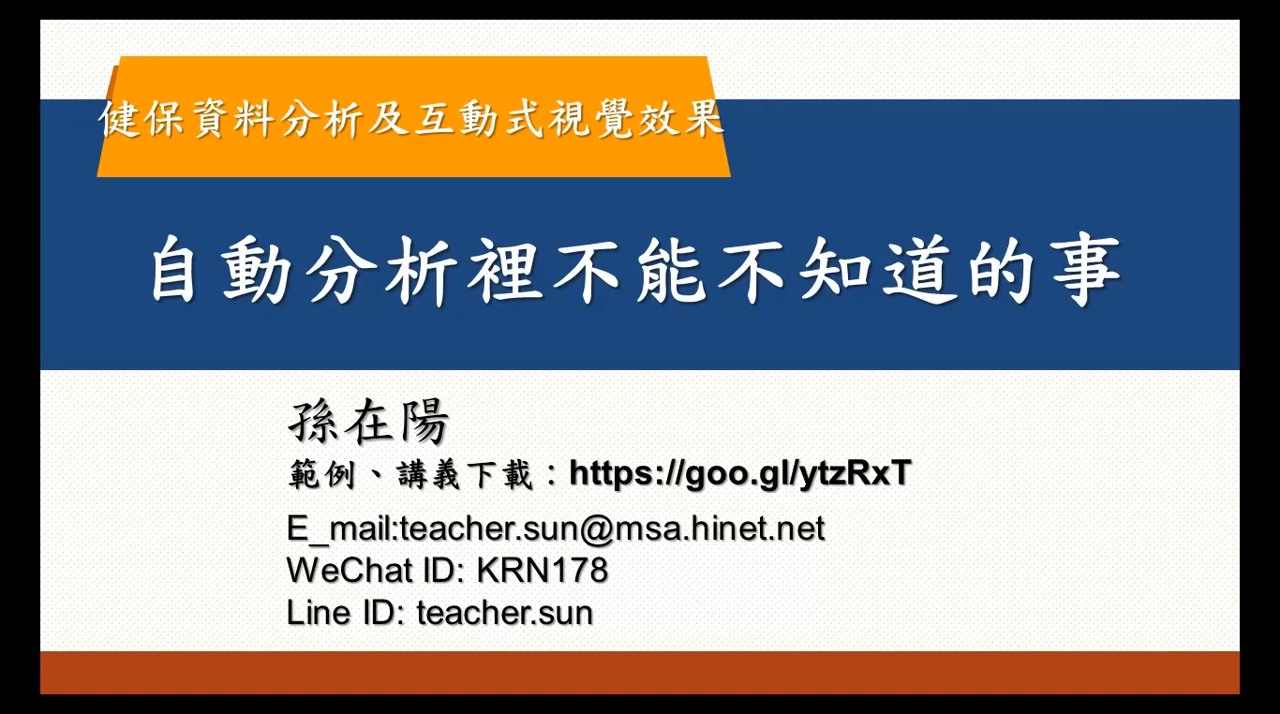 健保資料分析及互動式視覺效果
自動分析裡不能不知道的事
孫在陽
範例、講義下載：https://goo.gl/ytzRxT
E_mail:teacher.sun@msa.hinet.net
WeChat ID: KRN178
Line ID: teacher.sun